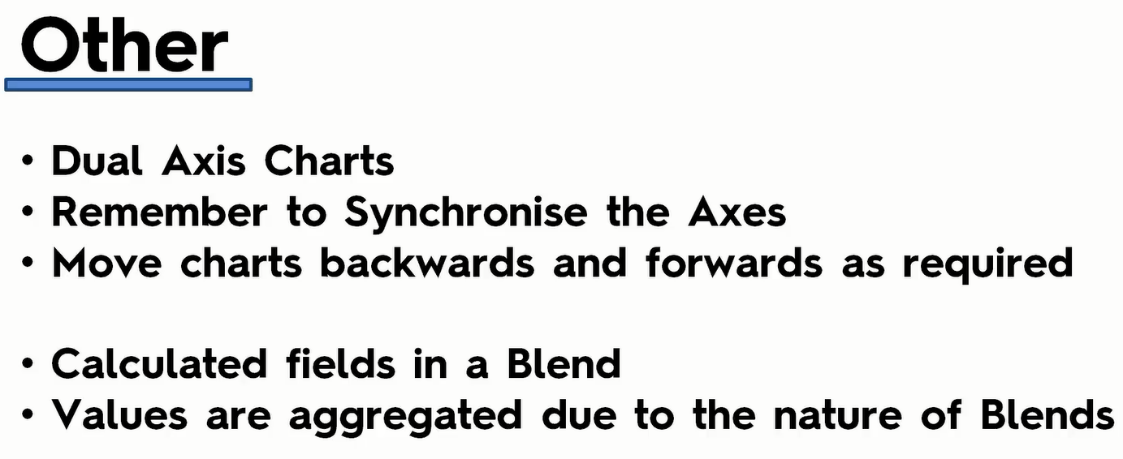 Other
• Dual Axis Charts
• Remember to Synchronise the Axes
• Move charts backwards and forwards as required
• Calculated fields in a Blend
• Values are aggregated due to the nature of Blends